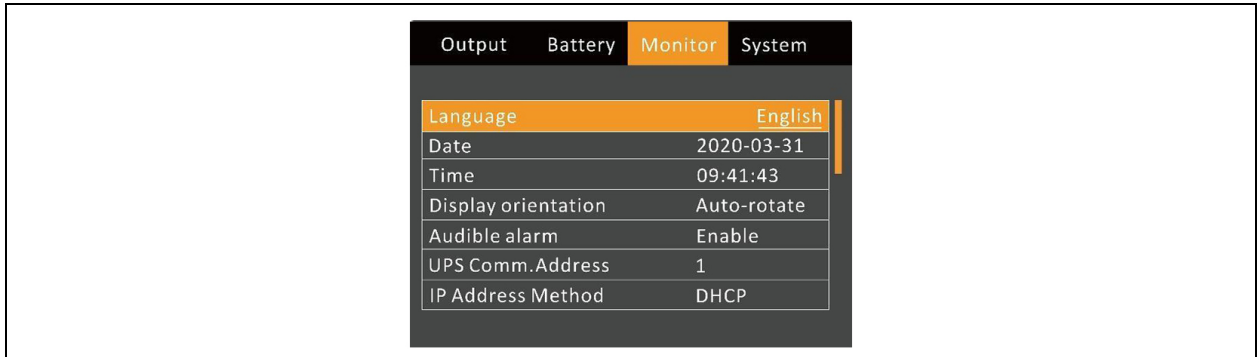 Output Battery Monitor System
Language English
Date 2020-03-31
Time 09:41:43
Display orientation Auto-rotate
Audible alarm Enable
UPS Comm.Address 1
IP Address Method DHCP